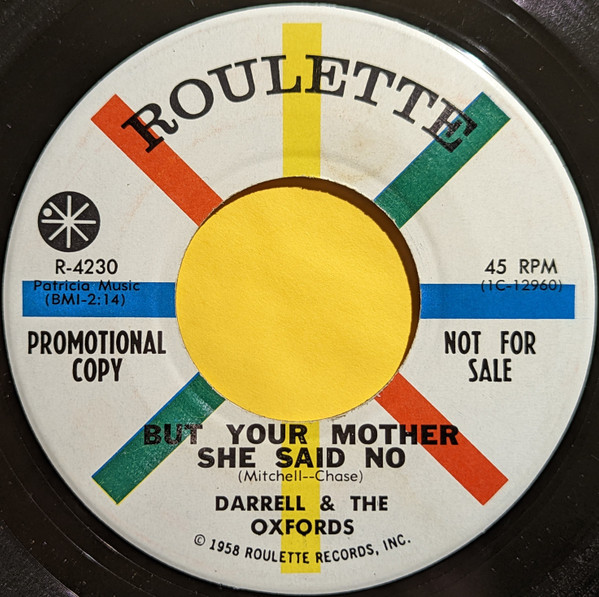 ROULETTE
R-4230
Patricia Music
(BMI-2:14)
45 RPM
(1C-12960)
PROMOTIONAL
COPY
NOT FOR
SALE
BUT YOUR MOTHER
SHE SAID NO
(Mitchell--Chase)
DARRELL & THE
OXFORDS
© 1958 ROULETTE RECORDS, INC.